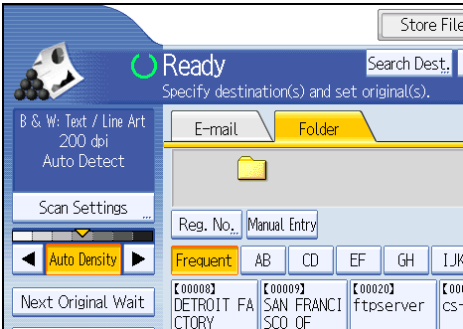 Store File
Ready
Search Dest.
Specify destination(s) and set original(s).
B & W: Text / Line Art
200 dpi
Auto Detect
Scan Settings
Auto Density
Next Original Wait
E-mail
Folder
Reg. No.
Manual Entry
Frequent
AB
CD
EF
GH
IJK
[00008]
DETROIT FA
CTORY
[00009]
SAN FRANCI
SCO OF
[00020]
ftpserver
[000
cs-